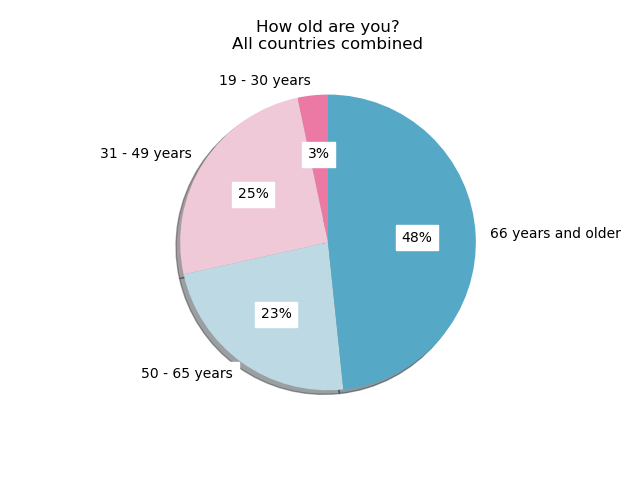 How old are you?
All countries combined
19 - 30 years
31 - 49 years
3%
25%
48%
66 years and older
23%
50 - 65 years